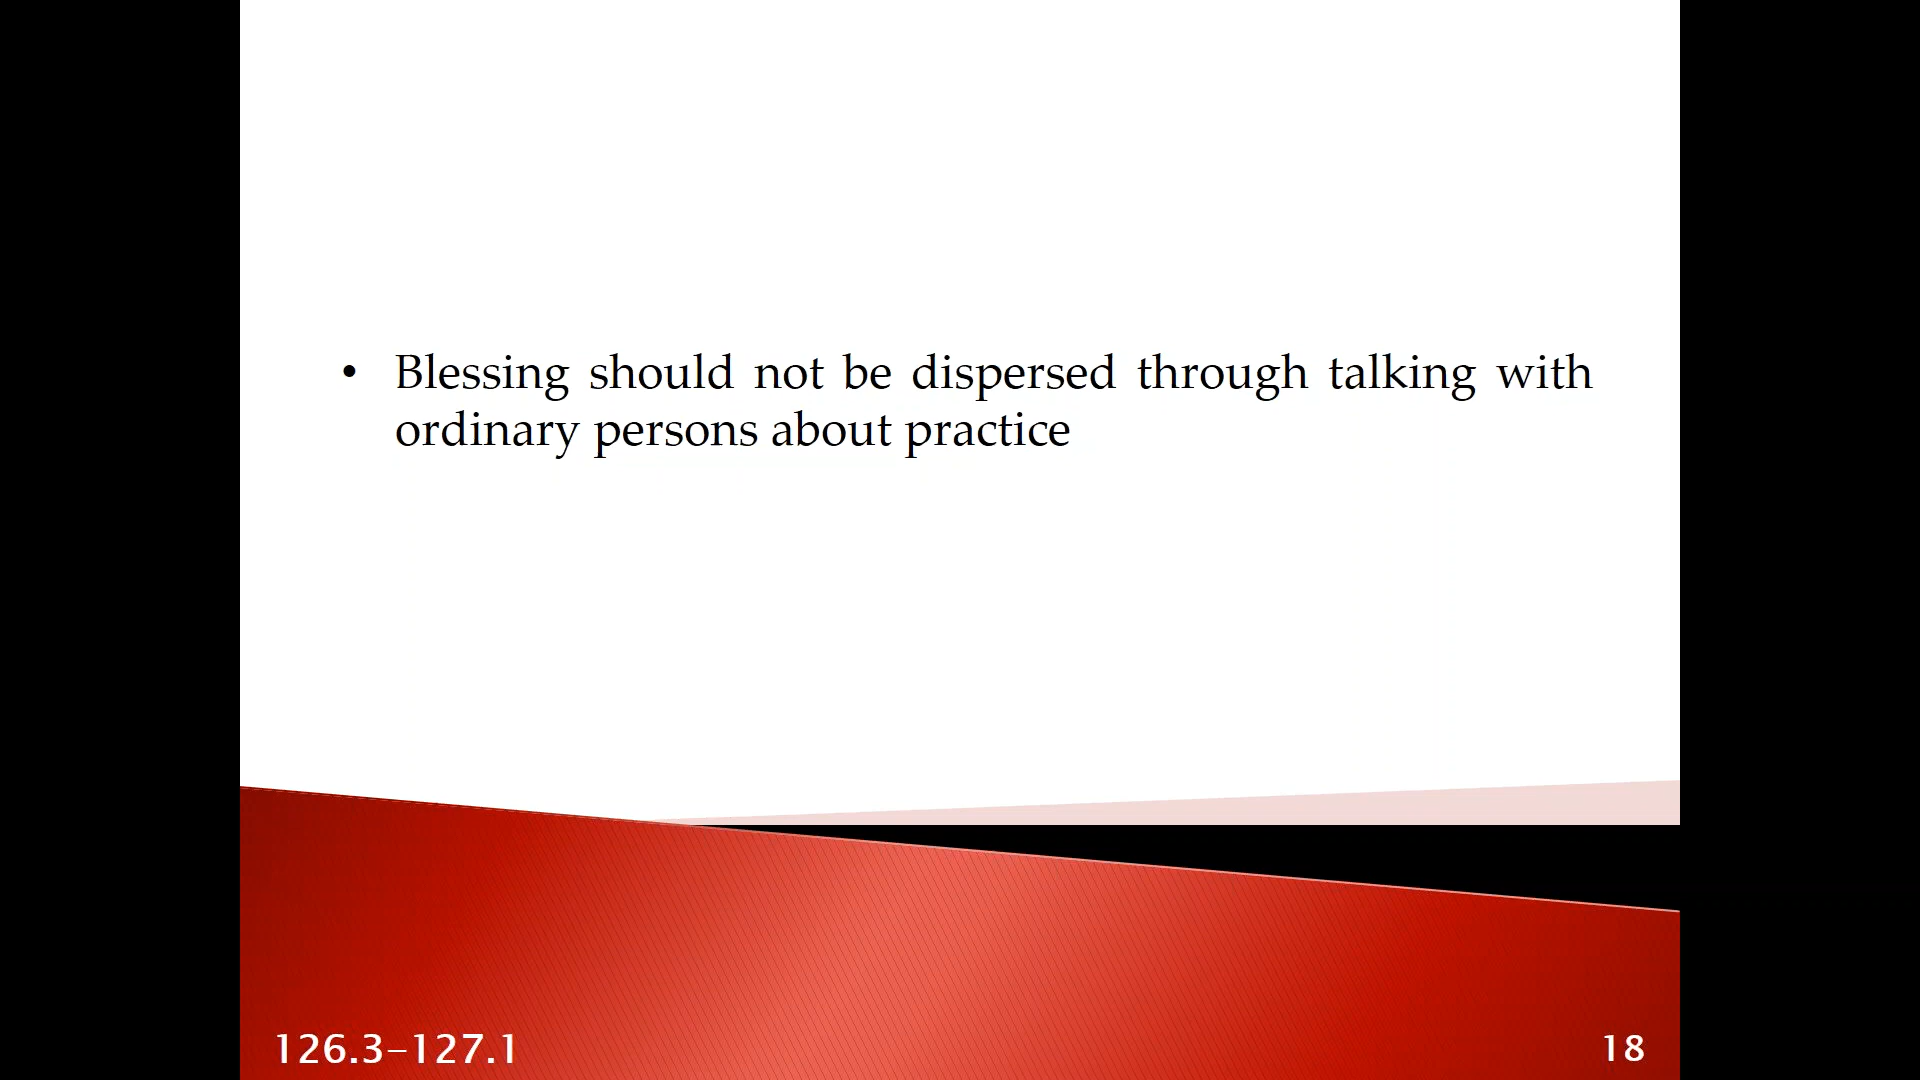 • Blessing should not be dispersed through talking with
ordinary persons about practice
126.3–127.1
18